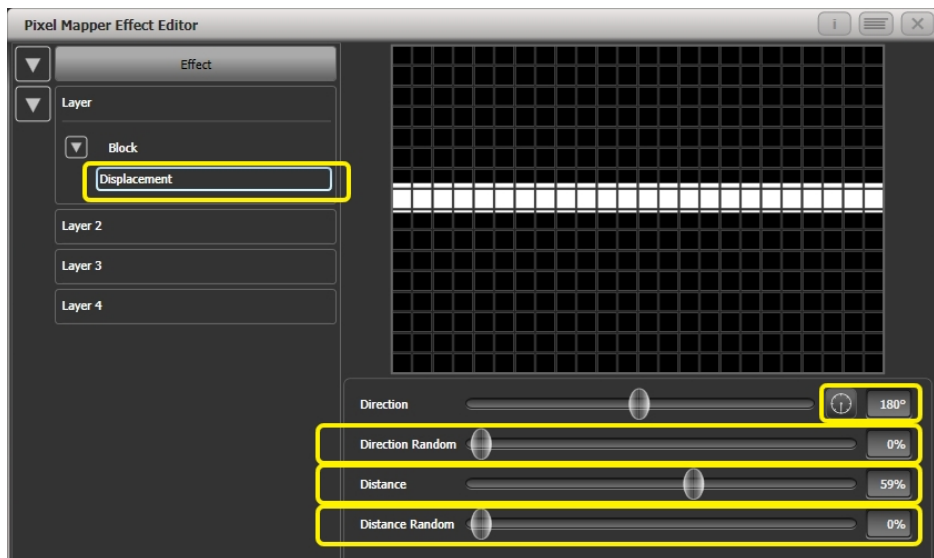 Pixel Mapper Effect Editor
i
Effect
Layer
Block
Displacement
Layer 2
Layer 3
Layer 4
Direction 180°
Direction Random 0%
Distance 59%
Distance Random 0%